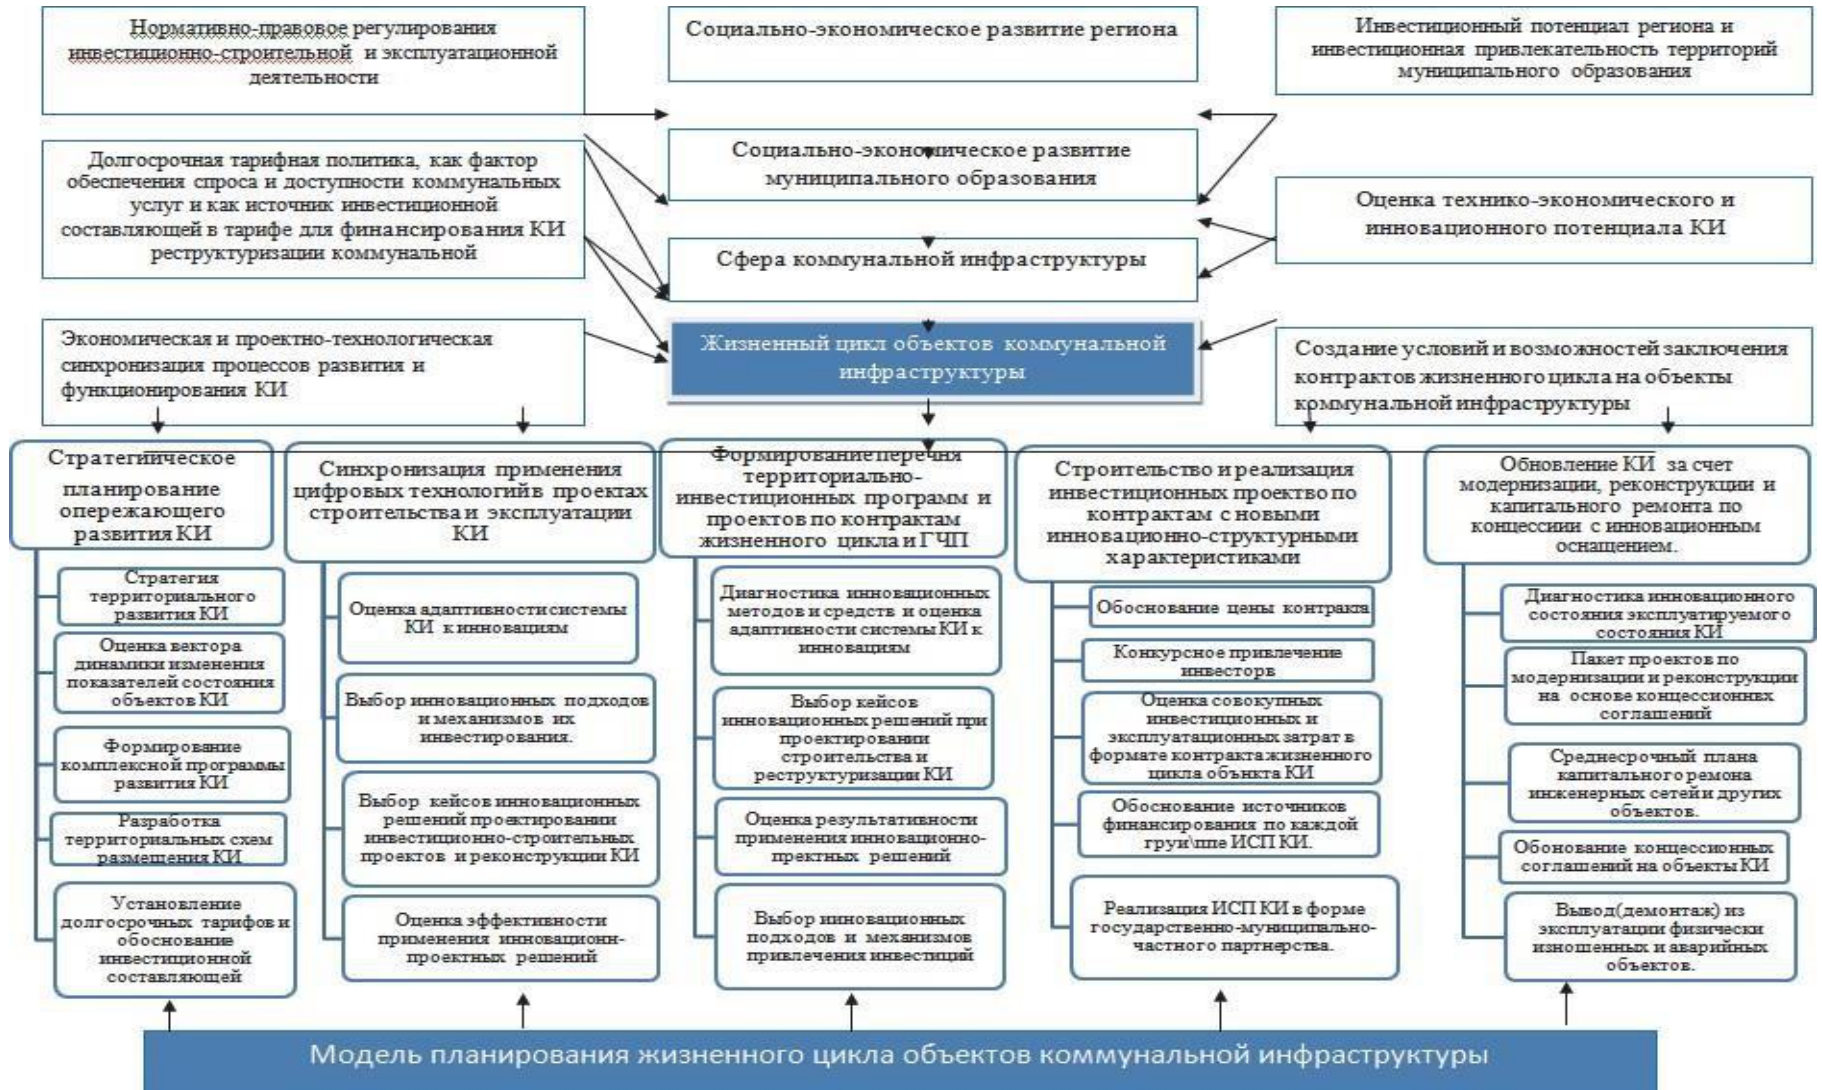 Нормативно-правовое регулирования
инвестиционно-строительной и эксплуатационной
деятельности
Социально-экономическое развитие региона
Инвестиционный потенциал региона и
инвестиционная привлекательность территорий
муниципального образования
Долгосрочная тарифная политика, как фактор
обеспечения спроса и доступности коммунальных
услуг и как источник инвестиционной
составляющей в тарифе для финансирования КИ
реструктуризации коммунальной
Социально-экономическое развитие
муниципального образования
Оценка технико-экономического и
инновационного потенциала КИ
Сфера коммунальной инфраструктуры
Экономическая и проектно-технологическая
синхронизация процессов развития и
функционирования КИ
Жизненный цикл объектов коммунальной
инфраструктуры
Создание условий и возможностей заключения
контрактов жизненного цикла на объекты
коммунальной инфраструктуры
Стратегиическое
планирование
опережающего
развития КИ
Стратегия
территориального
развития КИ
Оценка вектора
динамики изменения
показателей состояния
объектов КИ
Формирование
комплексной программы
развития КИ
Разработка
территориальных схем
размещения КИ
Установление
долгосрочных тарифов и
обоснование
инвестиционной
составляющей
Синхронизация применения
цифровых технологий в проектах
строительства и эксплуатации
КИ
Оценка адаптивности системы
КИ к инновациям
Выбор инновационных подходов
и механизмов их
инвестирования.
Выбор кейсов инновационных
решений проектировании
инвестиционно-строительных
проектов и реконструкции КИ
Оценка эффективности
применения инновационн-
проектных решений
Формирование перечня
территориально-
инвестиционных программ и
проектов по контрактам
жизненного цикла и ГЧП
Диагностика инновационных
методов и средств и оценка
адаптивности системы КИ к
инновациям
Выбор кейсов
инновационных решений при
проектировании
строительства и
реструктуризации КИ
Оценка результативности
применения инновационно-
пректных решений
Выбор ииновационных
подходов и механизмов
привлечения инвестиций
Строительство и реализация
инвестиционных проектво по
контрактам с новыми
инновационно-структурными
характеристиками
Обоснование цены контракта
Конкурсное привлечение
инвесторв
Оценка совокупных
инвестиционных и
эксплуатационных затрат в
формате контракта жизненного
цикла обънкта КИ
Обоснование источников
финансирования по каждой
груи\ппе ИСП КИ.
Реализация ИСП КИ в форме
государственно-муниципально-
частного партнерства.
Обновление КИ за счет
модернизации, реконструкции и
капитального ремонта по
концессиии с инновационным
оснащением.
Диагностика инновационного
состояния эксплуатируемого
состояния КИ
Пакет проектов по
модернизации и реконструкции
на основе концессионнвх
соглашений
Среднесрочный плана
капитального ремона
инженерных сетей и других
объектов.
Обонование концессионных
соглашений на объекты КИ
Вывод(демонтаж) из
эксплуатации физически
изношенных и аварийных
объектов.
Модель планирования жизненного цикла объектов коммунальной инфраструктуры